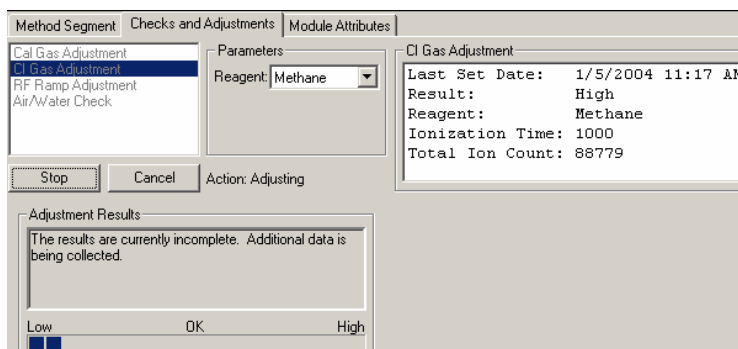 Method Segment Checks and Adjustments Module Attributes
Cal Gas Adjustment
CI Gas Adjustment
RF Ramp Adjustment
Air/Water Check
Parameters
Reagent: Methane
CI Gas Adjustment
Last Set Date: 1/5/2004 11:17 AM
Result: High
Reagent: Methane
Ionization Time: 1000
Total Ion Count: 88779
Stop Cancel Action: Adjusting
Adjustment Results
The results are currently incomplete. Additional data is
being collected.
Low OK High